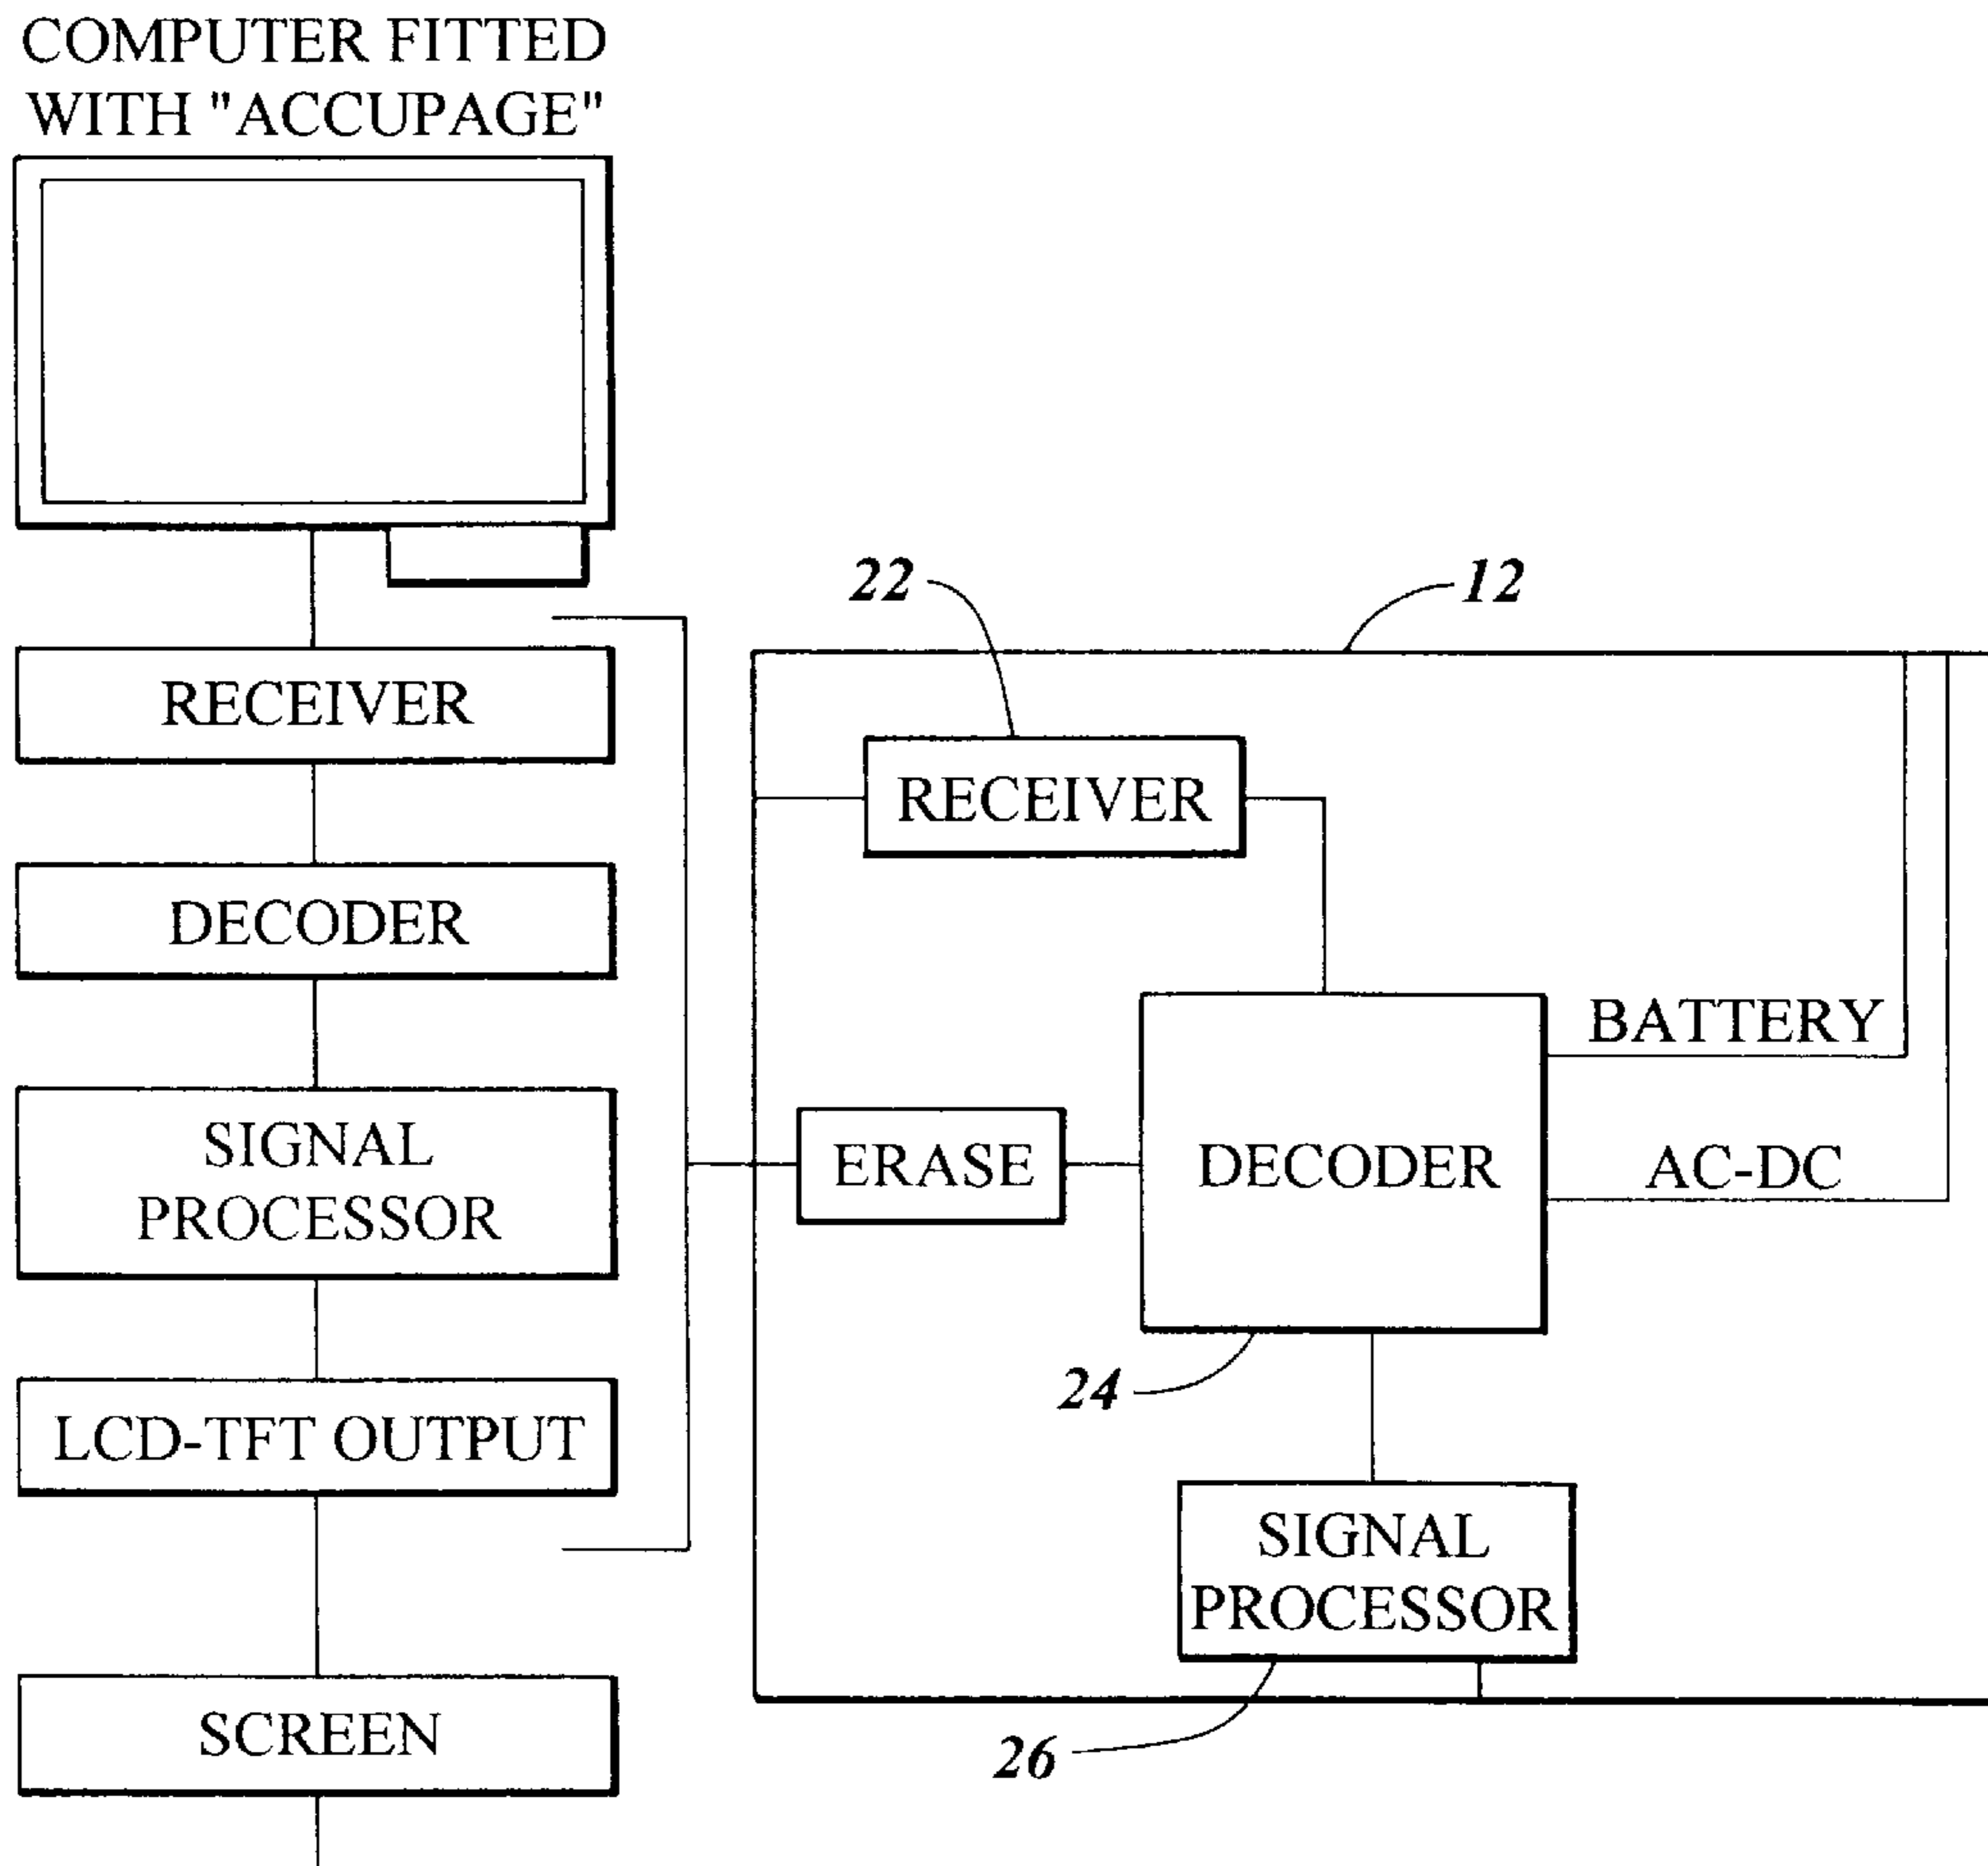 COMPUTER FITTED
WITH "ACCUPAGE"
RECEIVER
DECODER
SIGNAL
PROCESSOR
LCD-TFT OUTPUT
SCREEN
22
12
RECEIVER
BATTERY
ERASE
DECODER
AC-DC
24
SIGNAL
PROCESSOR
26